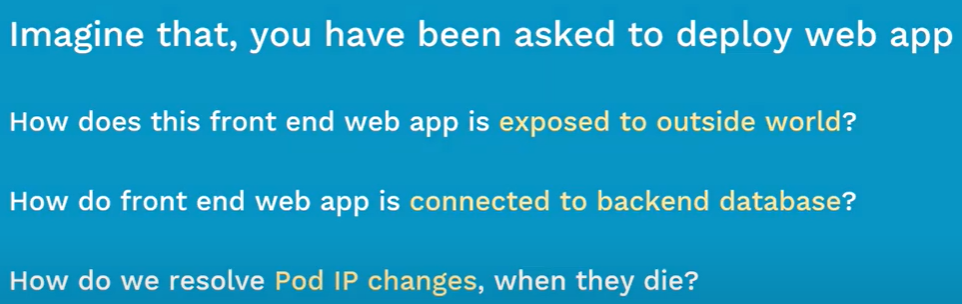 Imagine that, you have been asked to deploy web app
How does this front end web app is exposed to outside world?
How do front end web app is connected to backend database?
How do we resolve Pod IP changes, when they die?